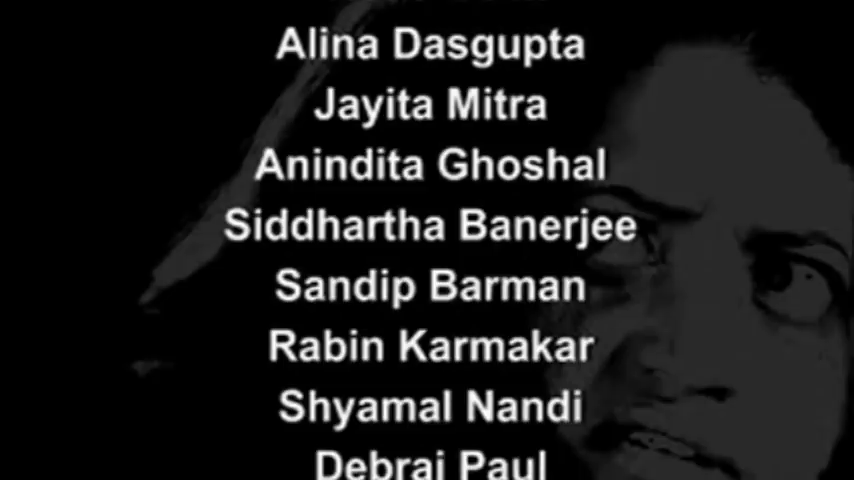 Alina Dasgupta
Jayita Mitra
Anindita Ghoshal
Siddhartha Banerjee
Sandip Barman
Rabin Karmakar
Shyamal Nandi
Debraj Paul